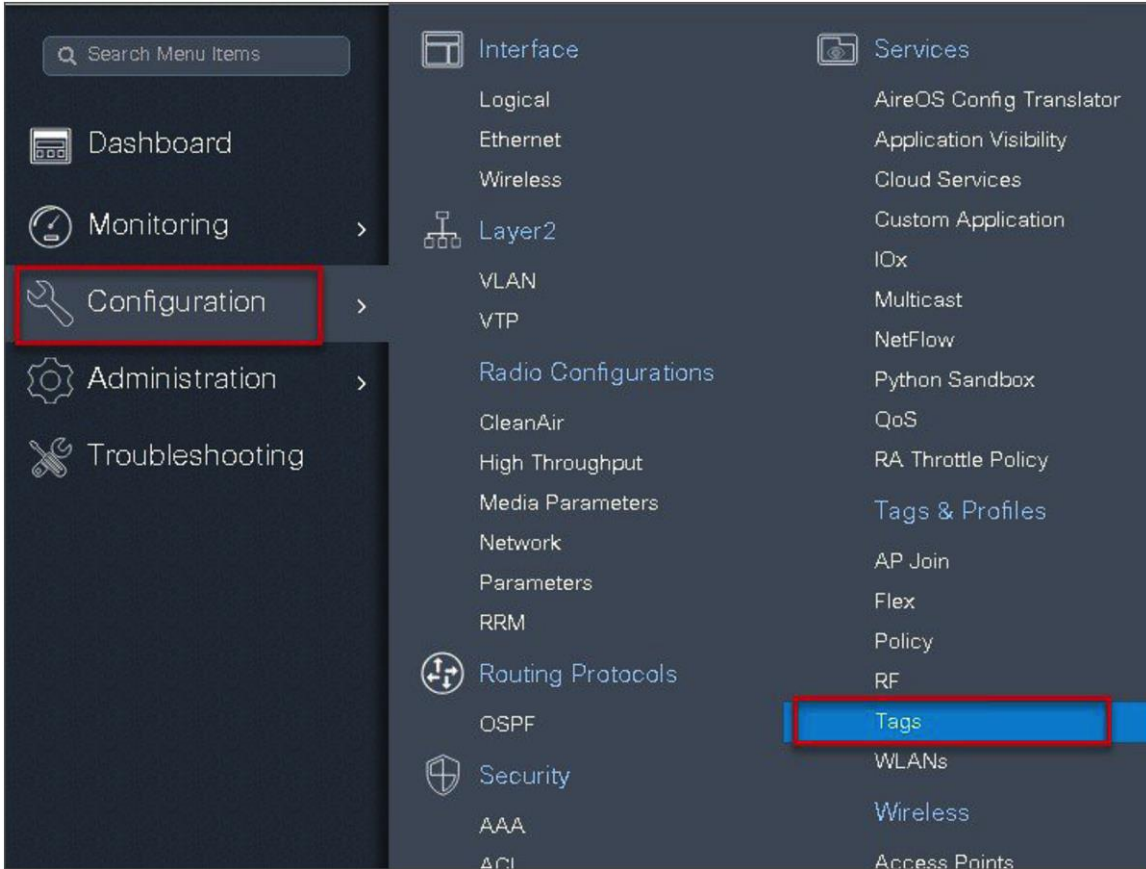 Search Menu Items
Dashboard
Monitoring
Configuration
Administration
Troubleshooting
Interface
Logical
Ethernet
Wireless
Layer2
VLAN
VTP
Radio Configurations
CleanAir
High Throughput
Media Parameters
Network
Parameters
RRM
Routing Protocols
OSPF
Security
AAA
ACL
Services
AireOS Config Translator
Application Visibility
Cloud Services
Custom Application
IOx
Multicast
NetFlow
Python Sandbox
QoS
RA Throttle Policy
Tags & Profiles
AP Join
Flex
Policy
RF
Tags
WLANs
Wireless
Access Points